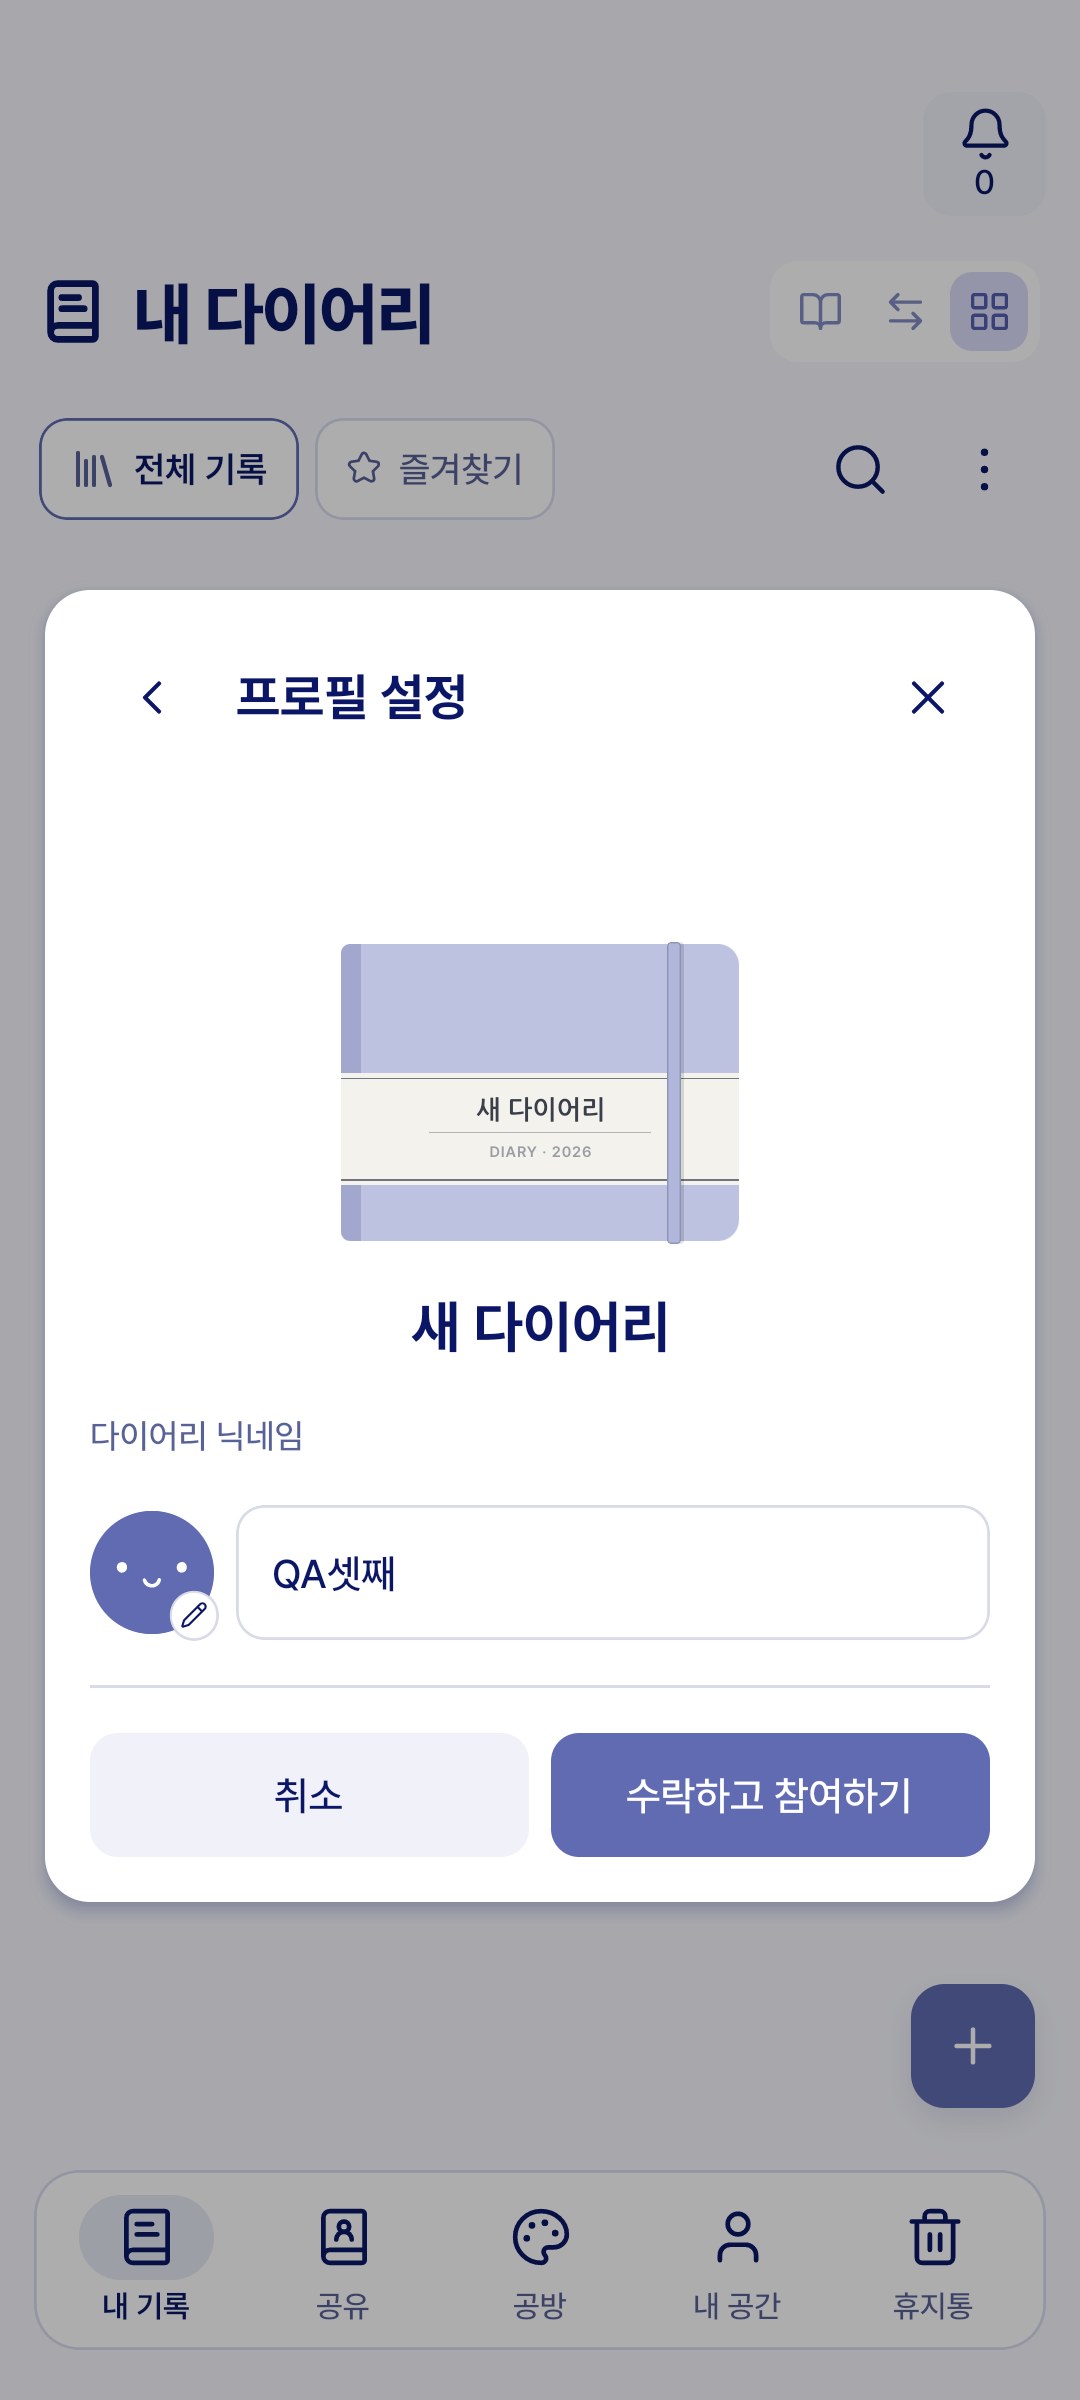 0
내 다이어리
전체 기록
즐겨찾기
프로필 설정
새 다이어리
DIARY · 2026
새 다이어리
다이어리 닉네임
QA셋째
취소
수락하고 참여하기
내 기록
공유
공방
내 공간
휴지통